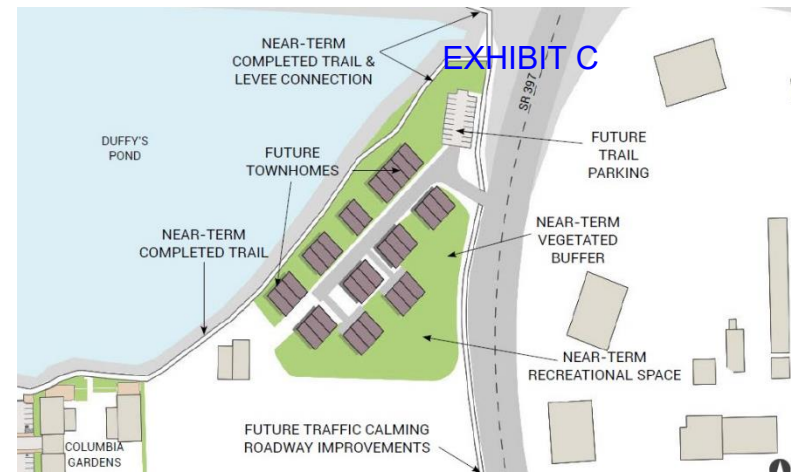 NEAR-TERM
COMPLETED TRAIL &
LEVEE CONNECTION
EXHIBIT C
SR 397
DUFFY'S
POND
FUTURE
TOWNHOMES
FUTURE
TRAIL
PARKING
NEAR-TERM
COMPLETED TRAIL
NEAR-TERM
VEGETATED
BUFFER
NEAR-TERM
RECREATIONAL SPACE
FUTURE TRAFFIC CALMING
ROADWAY IMPROVEMENTS
COLUMBIA
GARDENS